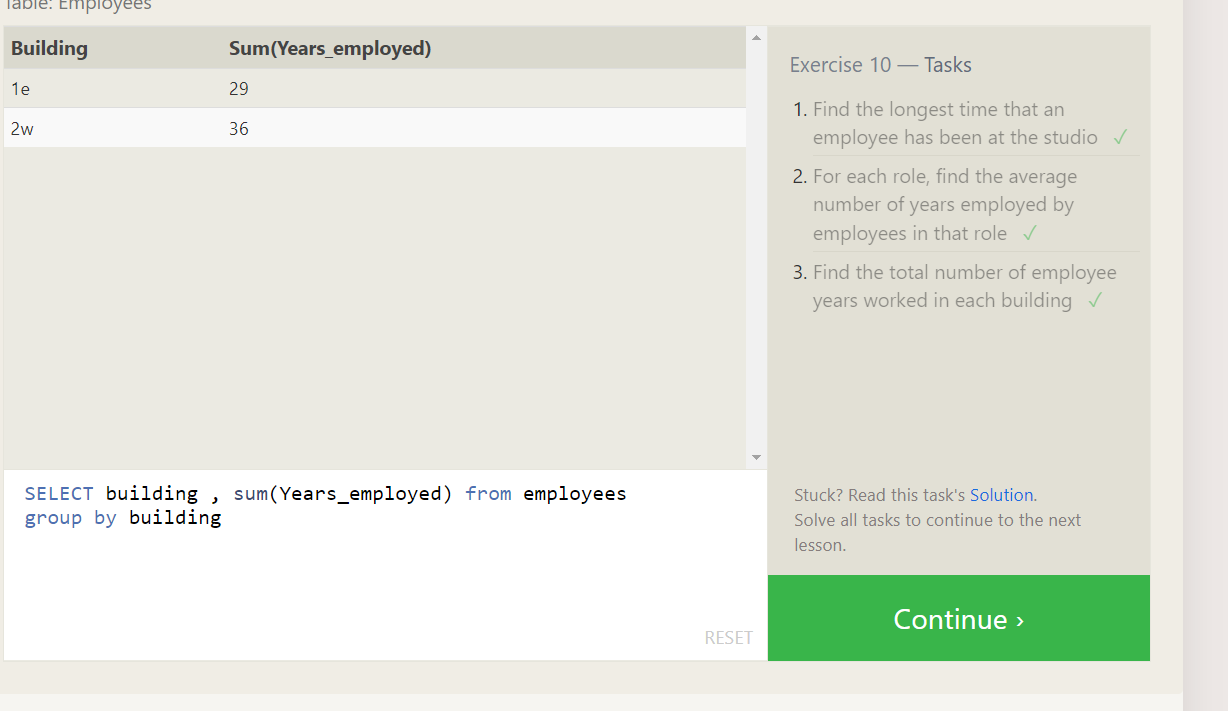 Table: Employees
Building Sum(Years_employed)
1e 29
2w 36
SELECT building , sum(Years_employed) from employees
group by building
RESET
Exercise 10 — Tasks
1. Find the longest time that an
employee has been at the studio ✓
2. For each role, find the average
number of years employed by
employees in that role ✓
3. Find the total number of employee
years worked in each building ✓
Stuck? Read this task's Solution.
Solve all tasks to continue to the next
lesson.
Continue ›